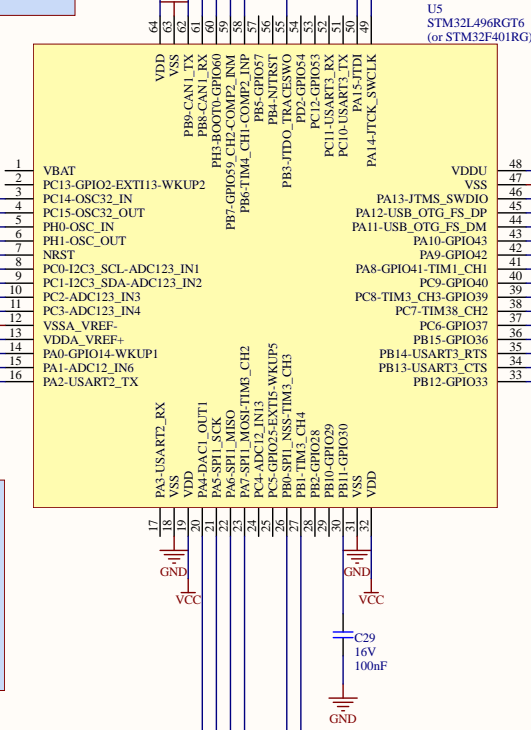 U5
STM32L496RGT6
(or STM32F401RG)
64 63 62 61 60 59 58 57 56 55 54 53 52 51 50 49
VDD
VSS
PB9-CAN1_TX
PB8-CAN1_RX
PH3-BOOT0-GPIO60
PB7-GPIO59_CH2-COMP2_INM
PB6-TIM4_CH1-COMP2_INP
PB5-GPIO57
PB4-NJTRST
PB3-JTDO_TRACESWO
PD2-GPIO54
PC12-GPIO53
PC11-USART3_RX
PC10-USART3_TX
PA15-JTDI
PA14-JTCK_SWCLK
1 VBAT
2 PC13-GPIO2-EXTI13-WKUP2
3 PC14-OSC32_IN
4 PC15-OSC32_OUT
5 PH0-OSC_IN
6 PH1-OSC_OUT
7 NRST
8 PC0-I2C3_SCL-ADC123_IN1
9 PC1-I2C3_SDA-ADC123_IN2
10 PC2-ADC123_IN3
11 PC3-ADC123_IN4
12 VSSA_VREF-
13 VDDA_VREF+
14 PA0-GPIO14-WKUP1
15 PA1-ADC12_IN6
16 PA2-USART2_TX
VDDU 48
VSS 47
PA13-JTMS_SWDIO 46
PA12-USB_OTG_FS_DP 45
PA11-USB_OTG_FS_DM 44
PA10-GPIO43 43
PA9-GPIO42 42
PA8-GPIO41-TIM1_CH1 41
PC9-GPIO40 40
PC8-TIM3_CH3-GPIO39 39
PC7-TIM38_CH2 38
PC6-GPIO37 37
PB15-GPIO36 36
PB14-USART3_RTS 35
PB13-USART3_CTS 34
PB12-GPIO33 33
PA3-USART2_RX
VSS
VDD
PA4-DAC1_OUT1
PA5-SPI1_SCK
PA6-SPI1_MISO
PA7-SPI1_MOSI-TIM3_CH2
PC4-ADC12_IN13
PC5-GPIO25-EXTI5-WKUP5
PB0-SPI1_NSS-TIM3_CH3
PB1-TIM3_CH4
PB2-GPIO28
PB10-GPIO29
PB11-GPIO30
VSS
VDD
17 18 19 20 21 22 23 24 25 26 27 28 29 30 31 32
GND
GND
VCC
VCC
C29
16V
100nF
GND